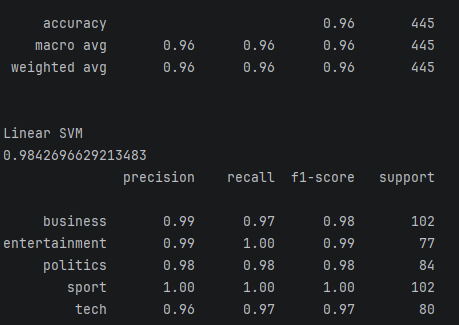 accuracy 0.96 445
macro avg 0.96 0.96 0.96 445
weighted avg 0.96 0.96 0.96 445
Linear SVM
0.9842696629213483
precision recall f1-score support
business 0.99 0.97 0.98 102
entertainment 0.99 1.00 0.99 77
politics 0.98 0.98 0.98 84
sport 1.00 1.00 1.00 102
tech 0.96 0.97 0.97 80